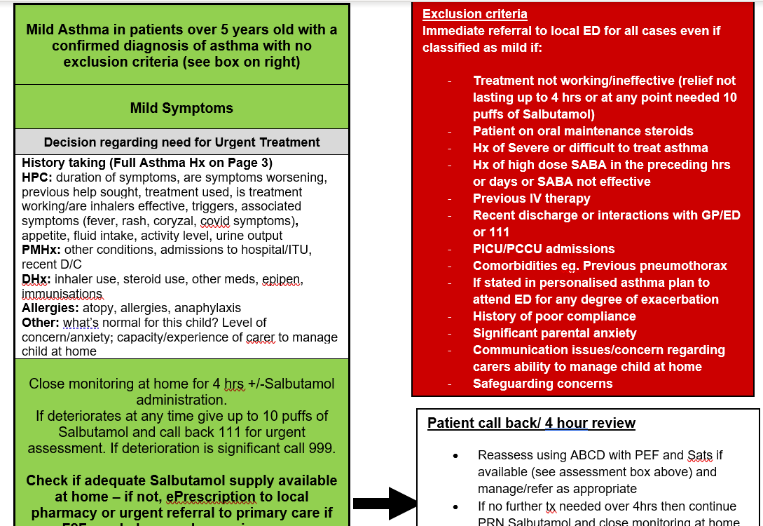 Mild Asthma in patients over 5 years old with a
confirmed diagnosis of asthma with no
exclusion criteria (see box on right)
Mild Symptoms
Decision regarding need for Urgent Treatment
History taking (Full Asthma Hx on Page 3)
HPC: duration of symptoms, are symptoms worsening,
previous help sought, treatment used, is treatment
working/are inhalers effective, triggers, associated
symptoms (fever, rash, coryzal, covid symptoms),
appetite, fluid intake, activity level, urine output
PMHx: other conditions, admissions to hospital/ITU,
recent D/C
DHx: inhaler use, steroid use, other meds, epipen,
immunisations
Allergies: atopy, allergies, anaphylaxis
Other: what's normal for this child? Level of
concern/anxiety; capacity/experience of carer to manage
child at home
Close monitoring at home for 4 hrs +/-Salbutamol
administration.
If deteriorates at any time give up to 10 puffs of
Salbutamol and call back 111 for urgent
assessment. If deterioration is significant call 999.
Check if adequate Salbutamol supply available
at home – if not, ePrescription to local
pharmacy or urgent referral to primary care if
Exclusion criteria
Immediate referral to local ED for all cases even if
classified as mild if:
- Treatment not working/ineffective (relief not
lasting up to 4 hrs or at any point needed 10
puffs of Salbutamol)
- Patient on oral maintenance steroids
- Hx of Severe or difficult to treat asthma
- Hx of high dose SABA in the preceding hrs
or days or SABA not effective
- Previous IV therapy
- Recent discharge or interactions with GP/ED
or 111
- PICU/PCCU admissions
- Comorbidities eg. Previous pneumothorax
- If stated in personalised asthma plan to
attend ED for any degree of exacerbation
- History of poor compliance
- Significant parental anxiety
- Communication issues/concern regarding
carers ability to manage child at home
- Safeguarding concerns
Patient call back/ 4 hour review
• Reassess using ABCD with PEF and Sats if
available (see assessment box above) and
manage/refer as appropriate
• If no further tx needed over 4hrs then continue
PRN Salbutamol and close monitoring at home